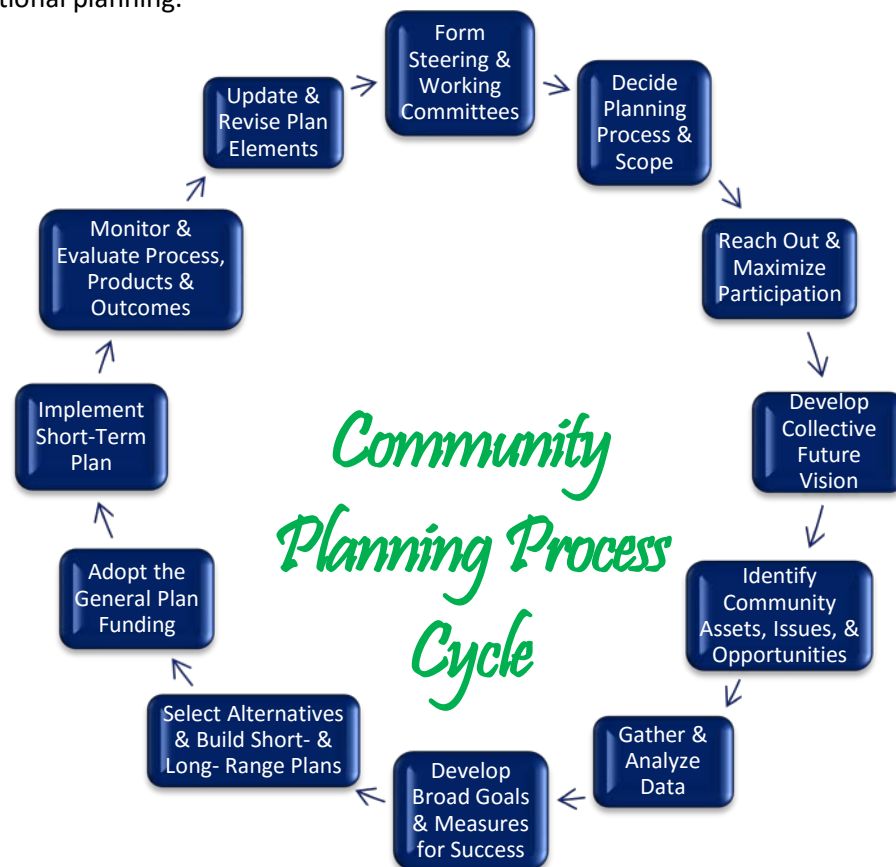 tional planning.
Form
Steering &
Working
Committees
Decide
Planning
Process &
Scope
Reach Out &
Maximize
Participation
Develop
Collective
Future
Vision
Identify
Community
Assets, Issues, &
Opportunities
Gather &
Analyze
Data
Develop
Broad Goals
& Measures
for Success
Select Alternatives
& Build Short- &
Long- Range Plans
Adopt the
General Plan
Funding
Implement
Short-Term
Plan
Monitor &
Evaluate Process,
Products &
Outcomes
Update &
Revise Plan
Elements
Community
Planning Process
Cycle